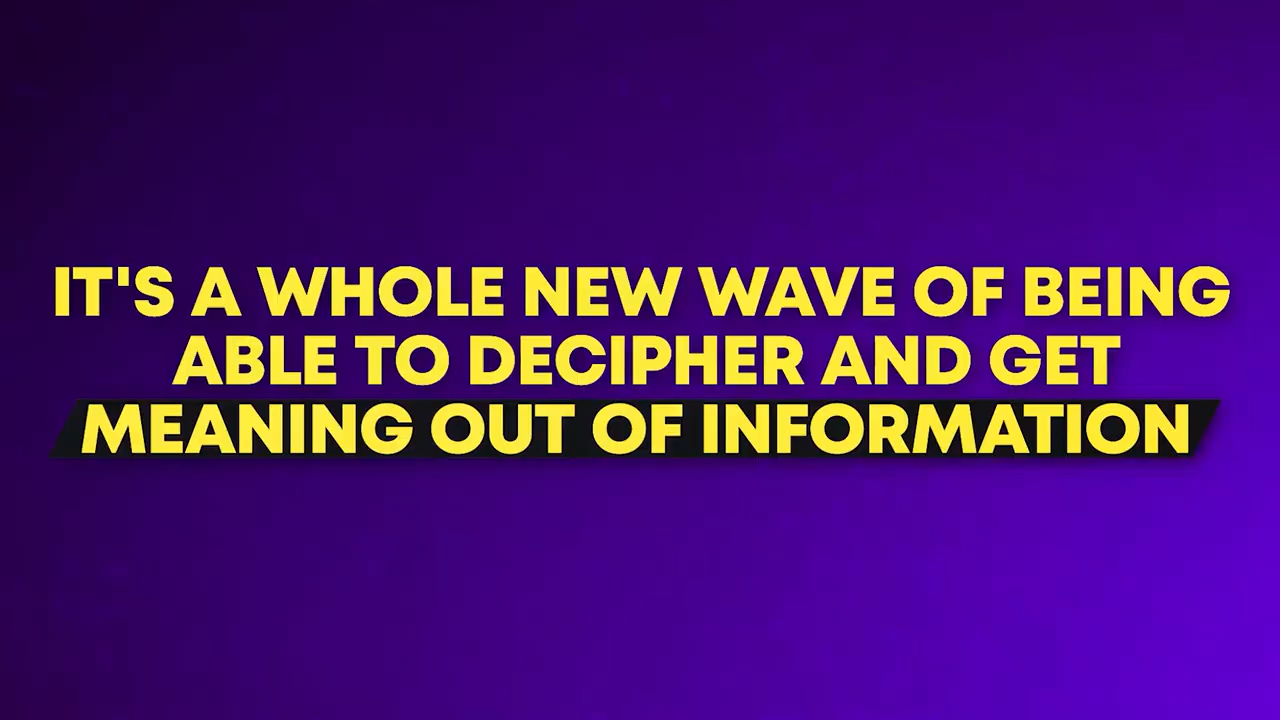 IT'S A WHOLE NEW WAVE OF BEING
ABLE TO DECIPHER AND GET
MEANING OUT OF INFORMATION